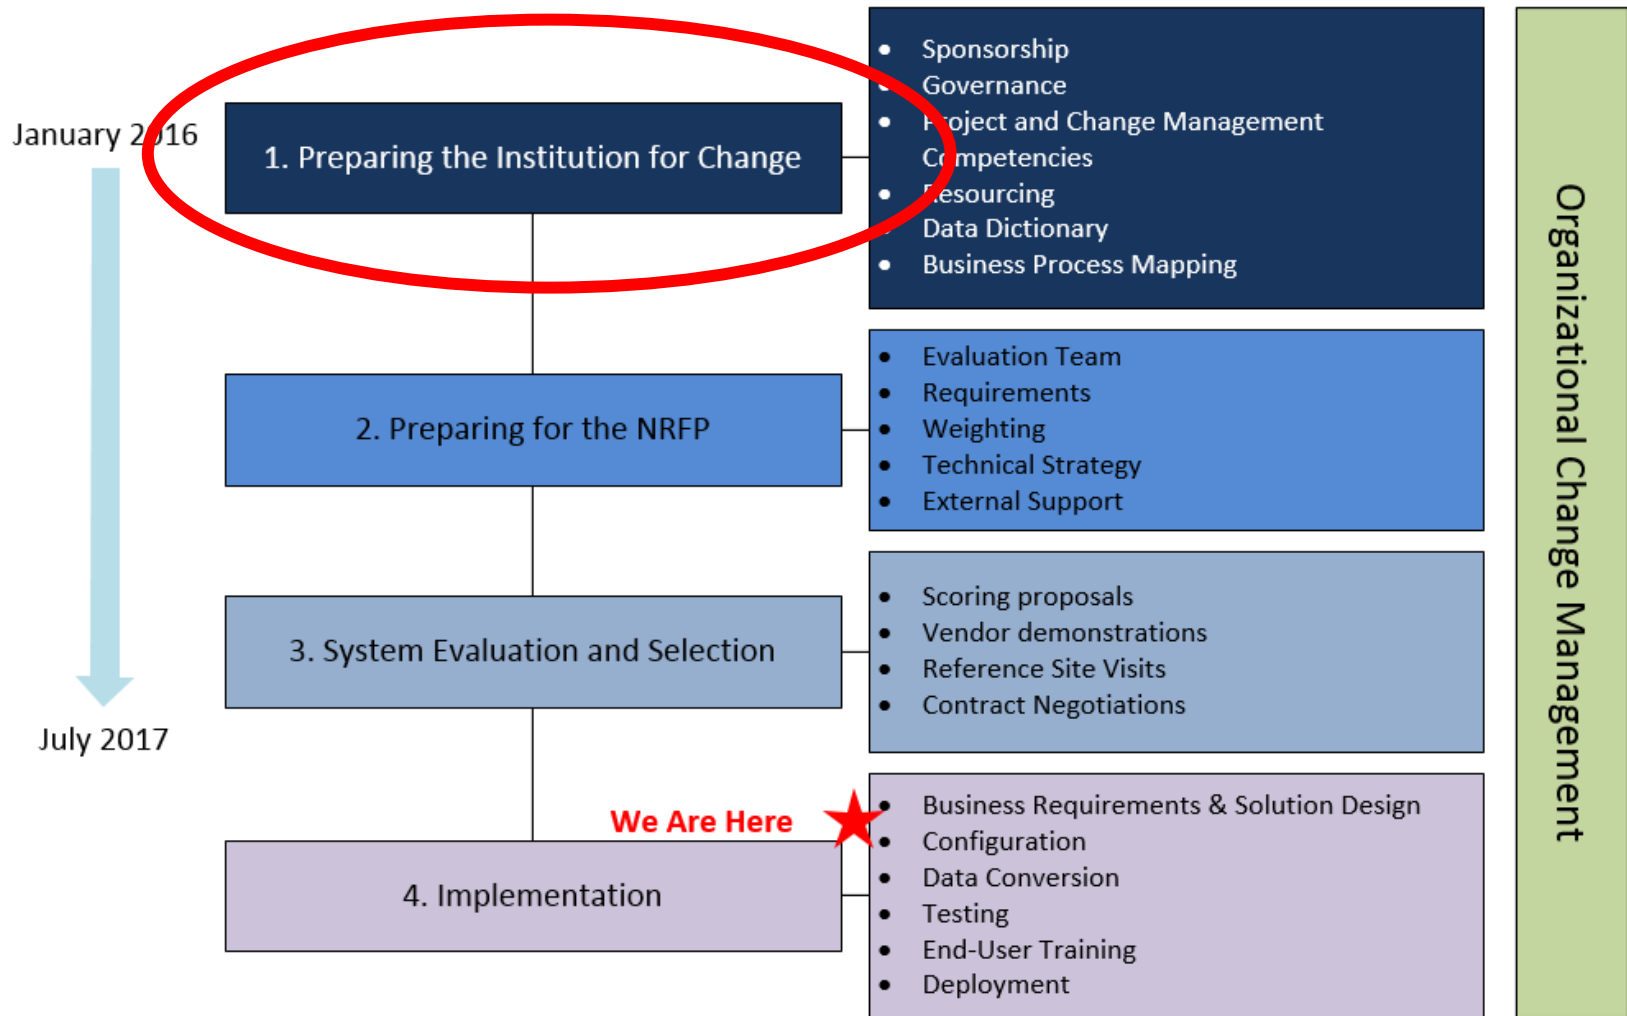 January 2016
1. Preparing the Institution for Change
• Sponsorship
• Governance
• Project and Change Management
Competencies
• Resourcing
• Data Dictionary
• Business Process Mapping
2. Preparing for the NRFP
• Evaluation Team
• Requirements
• Weighting
• Technical Strategy
• External Support
3. System Evaluation and Selection
• Scoring proposals
• Vendor demonstrations
• Reference Site Visits
• Contract Negotiations
July 2017
We Are Here
4. Implementation
• Business Requirements & Solution Design
• Configuration
• Data Conversion
• Testing
• End-User Training
• Deployment
Organizational Change Management